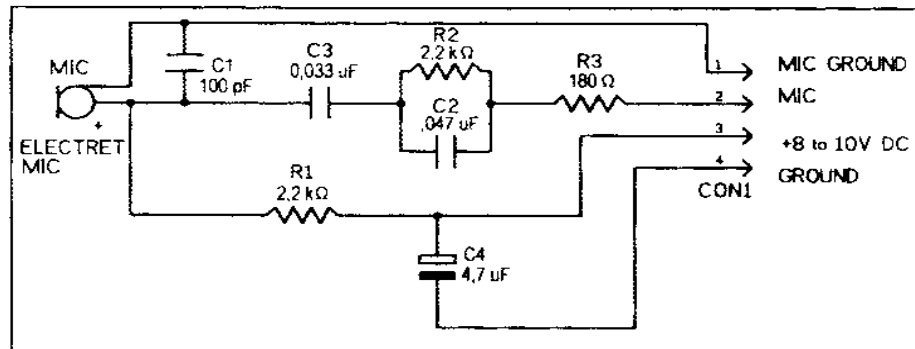 MIC
ELECTRET
MIC
+
C1
100 pF
C3
0,033 uF
R2
2,2 kΩ
C2
,047 uF
R3
180 Ω
1
MIC GROUND
2
MIC
3
+8 to 10V DC
4
GROUND
CON1
R1
2,2 kΩ
C4
4,7 uF